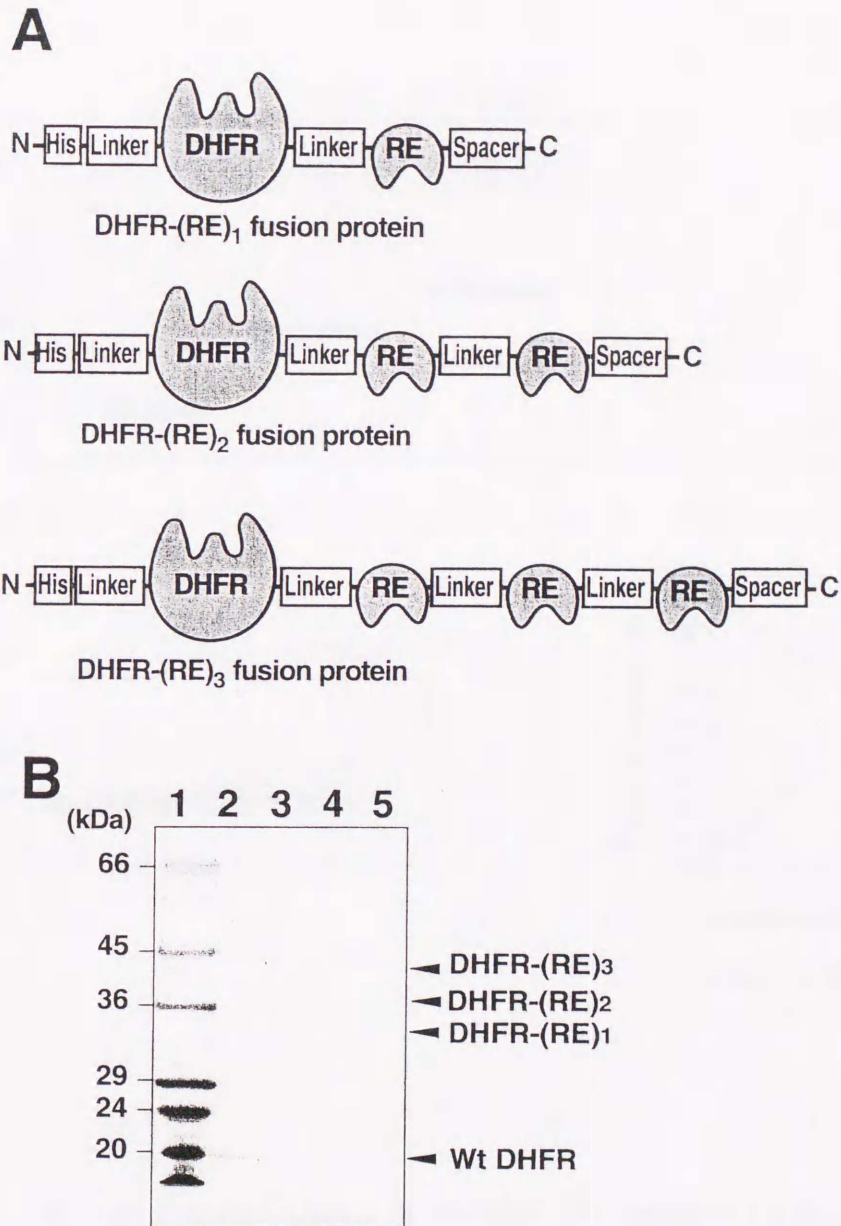 A
N His Linker DHFR Linker RE Spacer C
DHFR-(RE)1 fusion protein
N His Linker DHFR Linker RE Linker RE Spacer C
DHFR-(RE)2 fusion protein
N His Linker DHFR Linker RE Linker RE Linker RE Spacer C
DHFR-(RE)3 fusion protein
B
(kDa) 1 2 3 4 5
66
45
DHFR-(RE)3
36
DHFR-(RE)2
DHFR-(RE)1
29
24
20
Wt DHFR